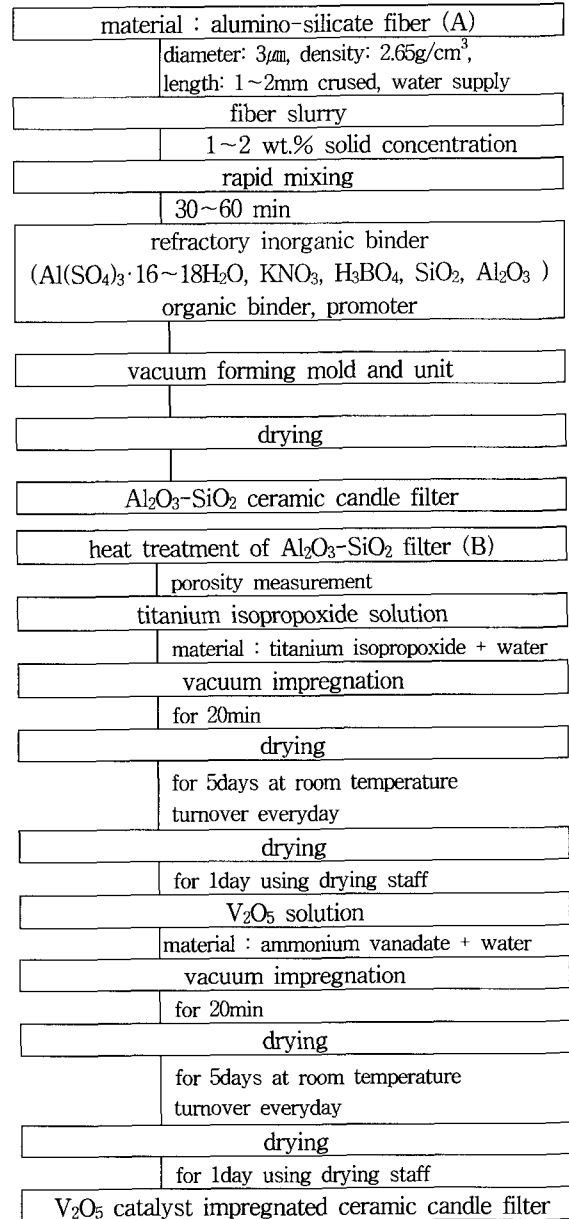 material : alumino-silicate fiber (A)
diameter: 3㎛, density: 2.65g/cm³,
length: 1~2mm crused, water supply
fiber slurry
1~2 wt.% solid concentration
rapid mixing
30~60 min
refractory inorganic binder
(Al(SO₄)₃·16~18H₂O, KNO₃, H₃BO₄, SiO₂, Al₂O₃ )
organic binder, promoter
vacuum forming mold and unit
drying
Al₂O₃-SiO₂ ceramic candle filter
heat treatment of Al₂O₃-SiO₂ filter (B)
porosity measurement
titanium isopropoxide solution
material : titanium isopropoxide + water
vacuum impregnation
for 20min
drying
for 5days at room temperature
turnover everyday
drying
for 1day using drying staff
V₂O₅ solution
material : ammonium vanadate + water
vacuum impregnation
for 20min
drying
for 5days at room temperature
turnover everyday
drying
for 1day using drying staff
V₂O₅ catalyst impregnated ceramic candle filter